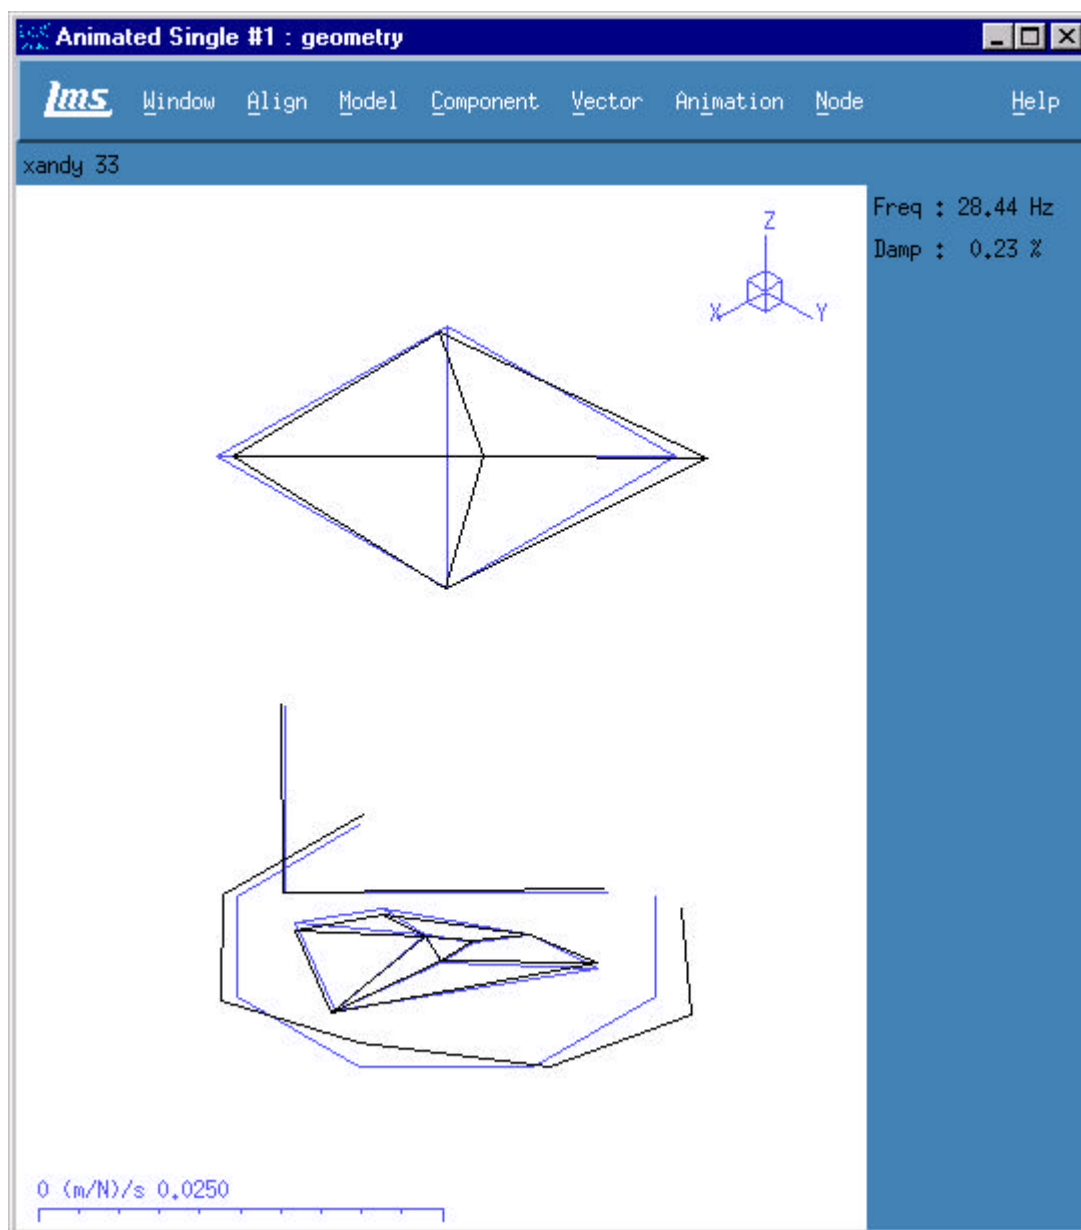 Animated Single #1 : geometry
lms Window Align Model Component Vector Animation Node Help
xandy 33
Freq : 28.44 Hz
Damp : 0.23 %
Z
X
Y
0 (m/N)/s 0.0250